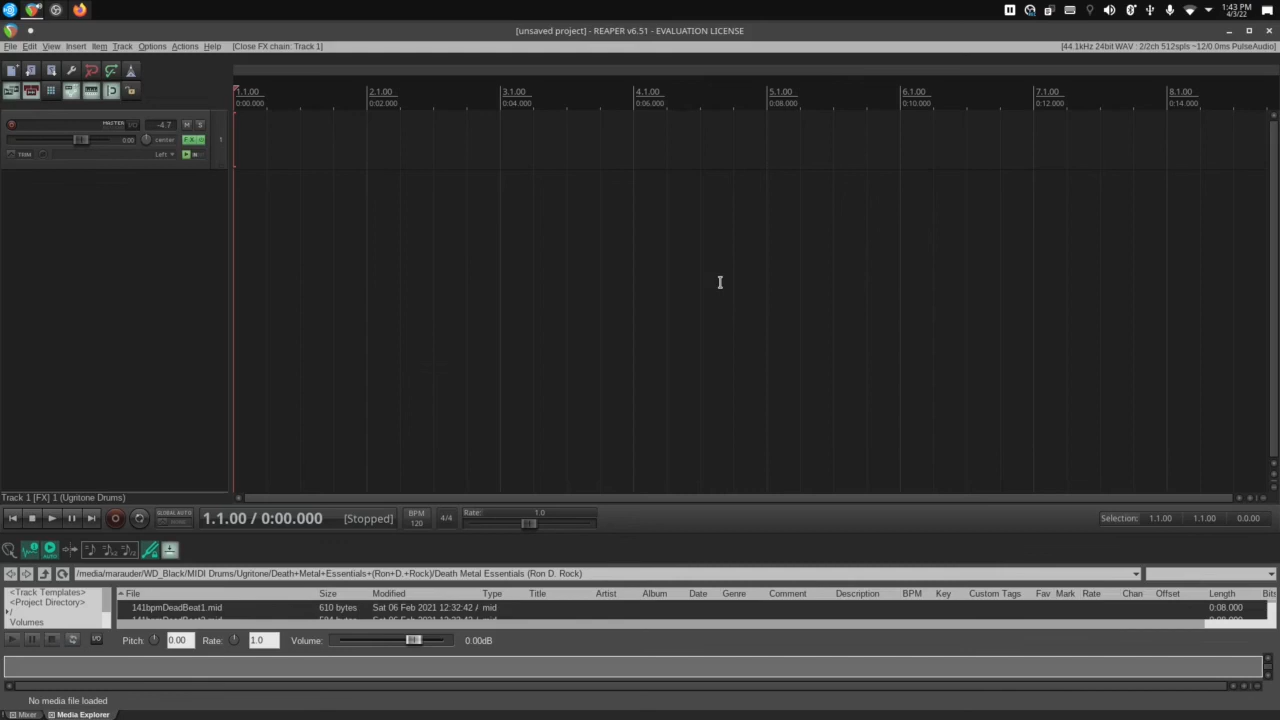 1:43 PM
4/3/22
[unsaved project] - REAPER v6.51 - EVALUATION LICENSE
File Edit View Insert Item Track Options Actions Help [Close FX chain: Track 1] [44.1kHz 24bit WAV : 2/2ch 512spls ~12/0.0ms PulseAudio]
1.1.00 2.1.00 3.1.00 4.1.00 5.1.00 6.1.00 7.1.00 8.1.00
0:00.000 0:02.000 0:04.000 0:06.000 0:08.000 0:10.000 0:12.000 0:14.000
MASTER I/O -4.7 M S
0:00 center FX 1
TRIM Left IN
Track 1 [FX] 1 (Ugritone Drums)
GLOBAL AUTO
NONE
1.1.00 / 0:00.000 [Stopped]
BPM
120
4/4
Rate: 1.0
Selection: 1.1.00 1.1.00 0.0.00
AUTO x2 /2
/media/marauder/WD_Black/MIDI Drums/Ugritone/Death+Metal+Essentials+(Ron+D.+Rock)/Death Metal Essentials (Ron D. Rock)
<Track Templates>
<Project Directory>
/
Volumes
File Size Modified Type Title Artist Album Date Genre Comment Description BPM Key Custom Tags Fav Mark Rate Chan Offset Length Bits
141bpmDeadBeat1.mid 610 bytes Sat 06 Feb 2021 12:32:42 / mid 0:08.000
I/O Pitch: 0.00 Rate: 1.0 Volume: 0.00dB
No media file loaded
Mixer Media Explorer